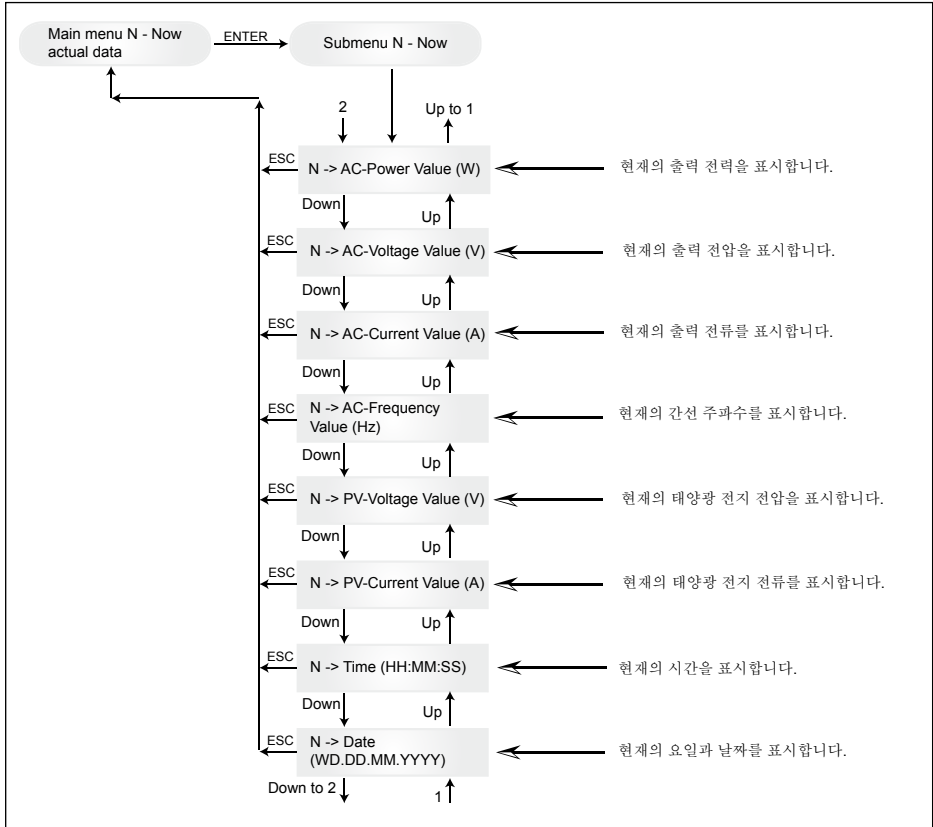 Main menu N - Now
actual data
ENTER
Submenu N - Now
2
Up to 1
ESC
N -> AC-Power Value (W)
현재의 출력 전력을 표시합니다.
Down
Up
ESC
N -> AC-Voltage Value (V)
현재의 출력 전압을 표시합니다.
Down
Up
ESC
N -> AC-Current Value (A)
현재의 출력 전류를 표시합니다.
Down
Up
ESC
N -> AC-Frequency
Value (Hz)
현재의 간선 주파수를 표시합니다.
Down
Up
ESC
N -> PV-Voltage Value (V)
현재의 태양광 전지 전압을 표시합니다.
Down
Up
ESC
N -> PV-Current Value (A)
현재의 태양광 전지 전류를 표시합니다.
Down
Up
ESC
N -> Time (HH:MM:SS)
현재의 시간을 표시합니다.
Down
Up
ESC
N -> Date
(WD.DD.MM.YYYY)
현재의 요일과 날짜를 표시합니다.
Down to 2
1